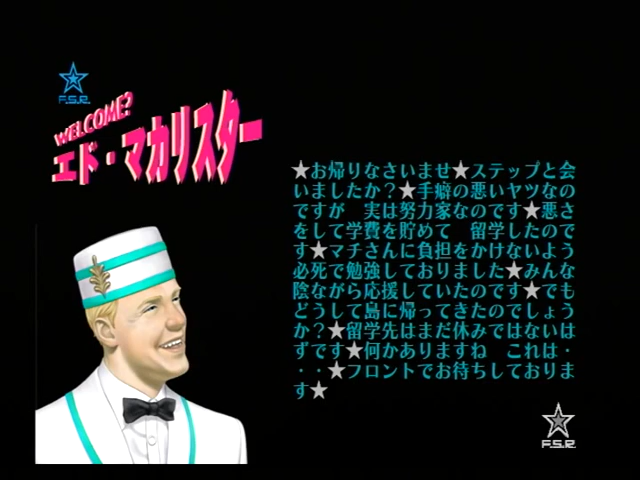 F.S.R.
WELCOME?
エド・マカリスター
★お帰りなさいませ★ステップと会
いましたか？★手癖の悪いヤツなの
ですが　実は努力家なのです★悪さ
をして学費を貯めて　留学したので
す★マチさんに負担をかけないよう
必死で勉強しておりました★みんな
陰ながら応援していたのです★でも
どうして島に帰ってきたのでしょう
か？★留学先はまだ休みではないは
ずです★何かありますね　これは・
・・★フロントでお待ちしておりま
す★
F.S.R.